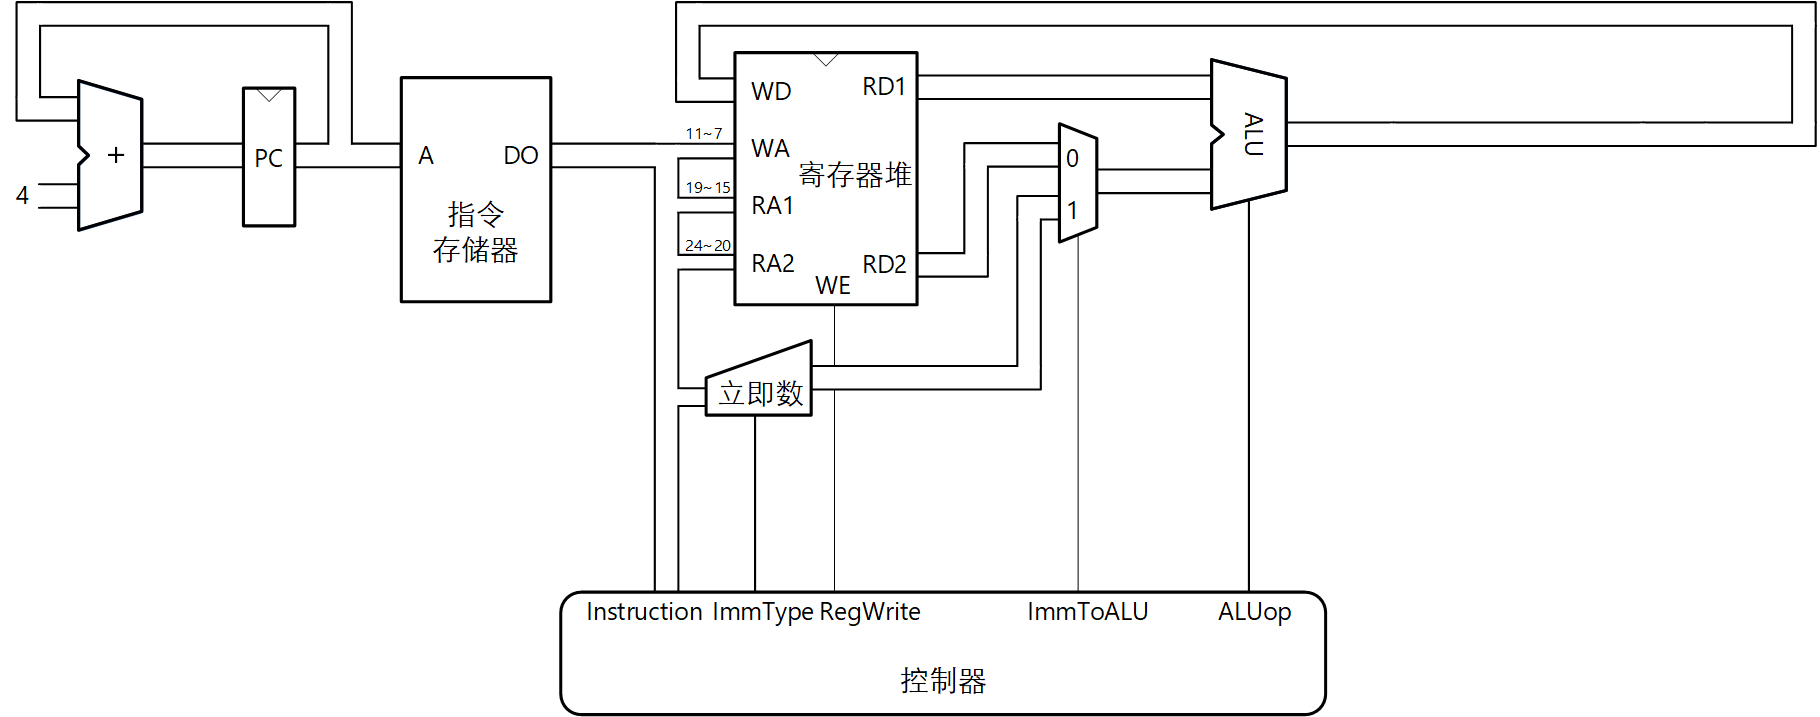 +
4
PC
A
DO
指令
存储器
WD
RD1
11~7
WA
寄存器堆
19~15
RA1
24~20
RA2
RD2
WE
0
1
ALU
立即数
Instruction
ImmType
RegWrite
ImmToALU
ALUop
控制器